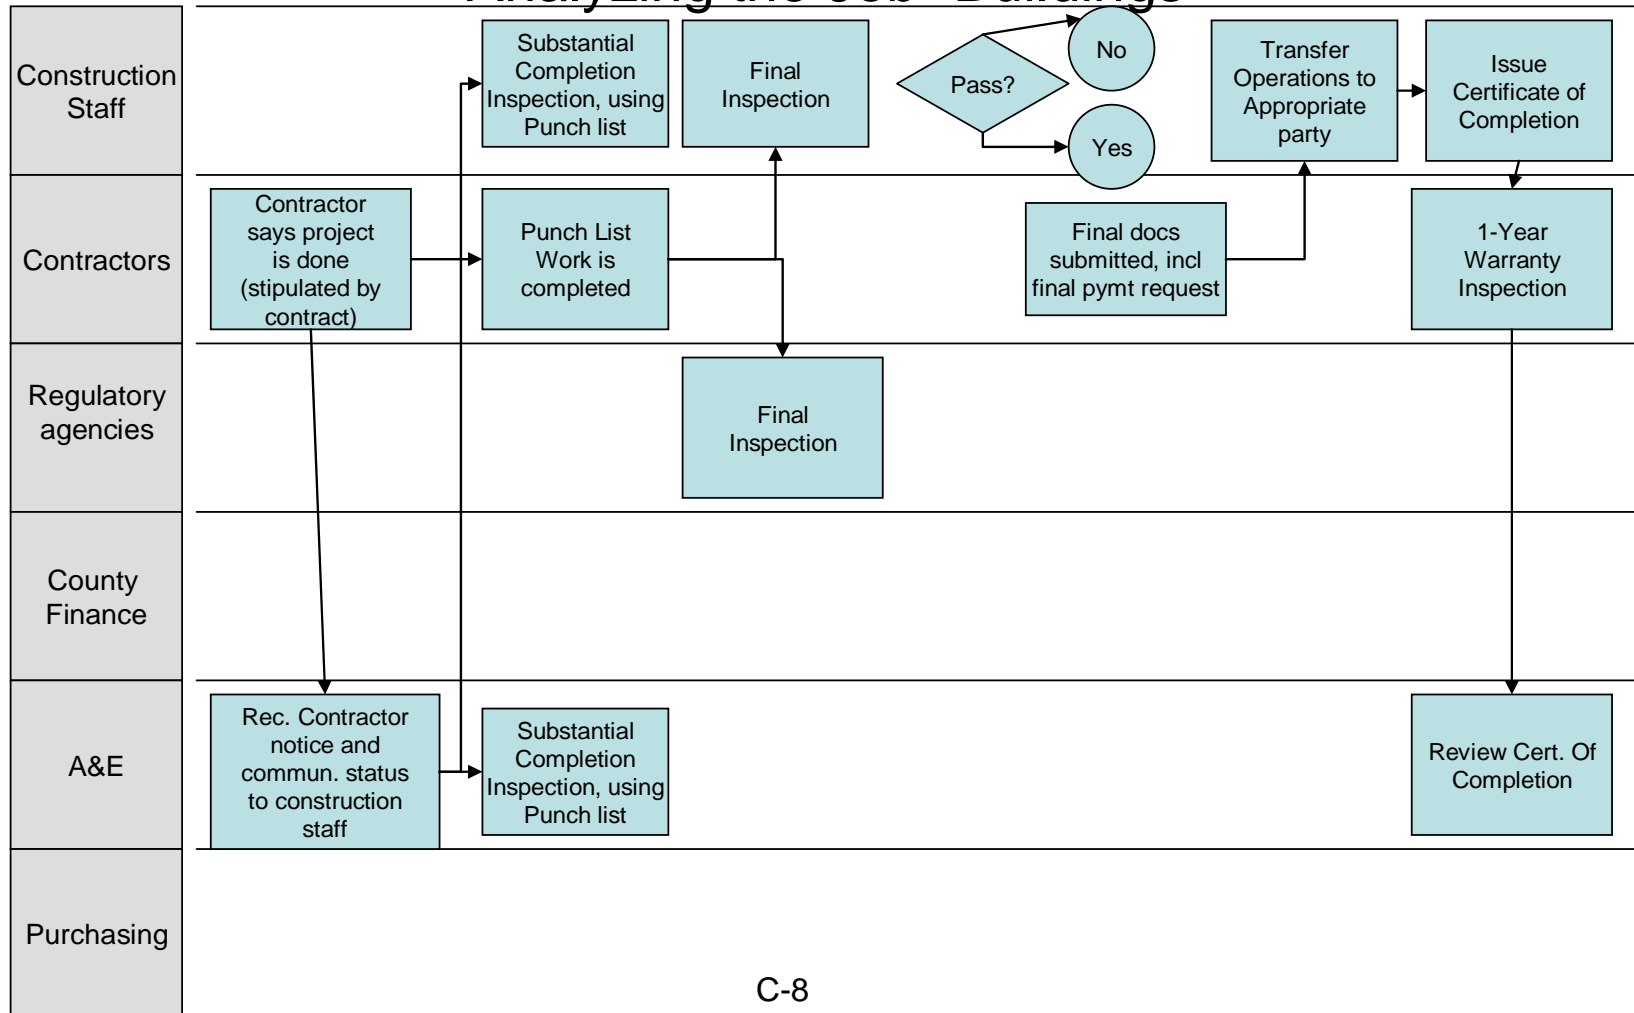 Construction
Staff
Substantial
Completion
Inspection, using
Punch list
Final
Inspection
Pass?
No
Yes
Transfer
Operations to
Appropriate
party
Issue
Certificate of
Completion
Contractors
Contractor
says project
is done
(stipulated by
contract)
Punch List
Work is
completed
Final docs
submitted, incl
final pymt request
1-Year
Warranty
Inspection
Regulatory
agencies
Final
Inspection
County
Finance
A&E
Rec. Contractor
notice and
commun. status
to construction
staff
Substantial
Completion
Inspection, using
Punch list
Review Cert. Of
Completion
Purchasing
C-8